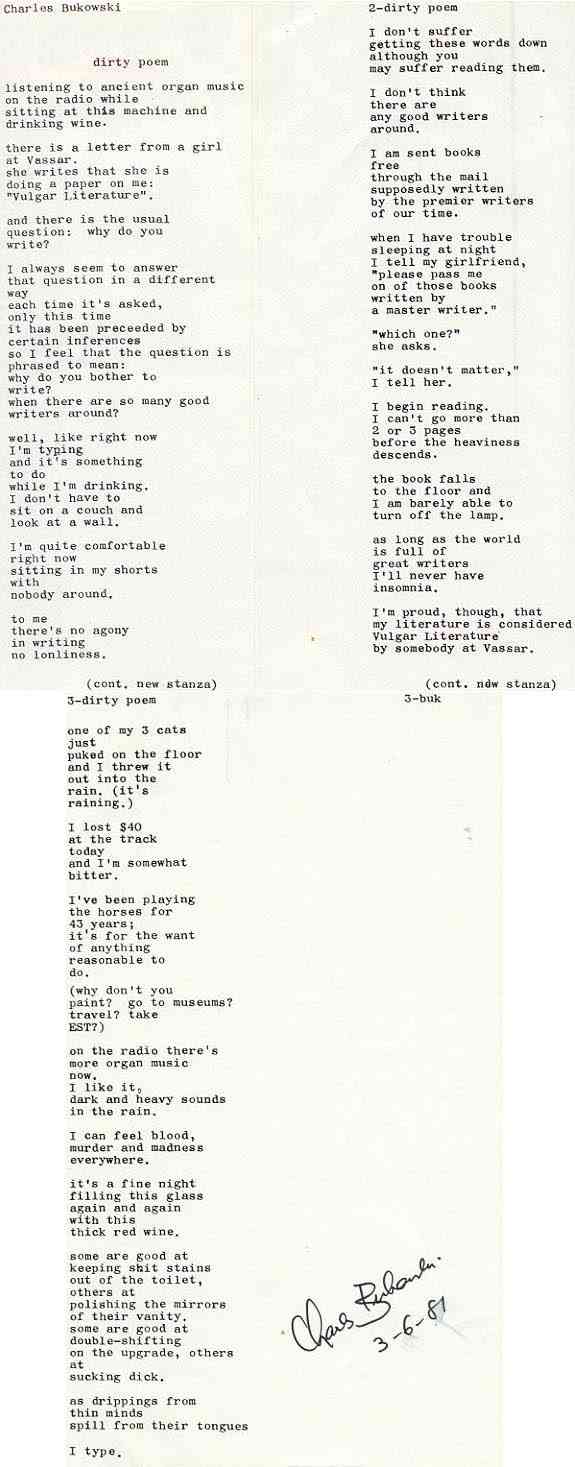 Charles Bukowski
dirty poem
listening to ancient organ music
on the radio while
sitting at this machine and
drinking wine.
there is a letter from a girl
at Vassar.
she writes that she is
doing a paper on me:
"Vulgar Literature".
and there is the usual
question:  why do you
write?
I always seem to answer
that question in a different
way
each time it's asked,
only this time
it has been preceeded by
certain inferences
so I feel that the question is
phrased to mean:
why do you bother to
write?
when there are so many good
writers around?
well, like right now
I'm typing
and it's something
to do
while I'm drinking.
I don't have to
sit on a couch and
look at a wall.
I'm quite comfortable
right now
sitting in my shorts
with
nobody around.
to me
there's no agony
in writing
no lonliness.
(cont. new stanza)
2-dirty poem
I don't suffer
getting these words down
although you
may suffer reading them.
I don't think
there are
any good writers
around.
I am sent books
free
through the mail
supposedly written
by the premier writers
of our time.
when I have trouble
sleeping at night
I tell my girlfriend,
"please pass me
on of those books
written by
a master writer."
"which one?"
she asks.
"it doesn't matter,"
I tell her.
I begin reading.
I can't go more than
2 or 3 pages
before the heaviness
descends.
the book falls
to the floor and
I am barely able to
turn off the lamp.
as long as the world
is full of
great writers
I'll never have
insomnia.
I'm proud, though, that
my literature is considered
Vulgar Literature
by somebody at Vassar.
(cont. new stanza)
3-dirty poem
3-buk
one of my 3 cats
just
puked on the floor
and I threw it
out into the
rain. (it's
raining.)
I lost $40
at the track
today
and I'm somewhat
bitter.
I've been playing
the horses for
43 years;
it's for the want
of anything
reasonable to
do.
(why don't you
paint?  go to museums?
travel? take
EST?)
on the radio there's
more organ music
now.
I like it,
dark and heavy sounds
in the rain.
I can feel blood,
murder and madness
everywhere.
it's a fine night
filling this glass
again and again
with this
thick red wine.
some are good at
keeping shit stains
out of the toilet,
others at
polishing the mirrors
of their vanity.
some are good at
double-shifting
on the upgrade, others
at
sucking dick.
as drippings from
thin minds
spill from their tongues
I type.
Charles Bukowski
3-6-81